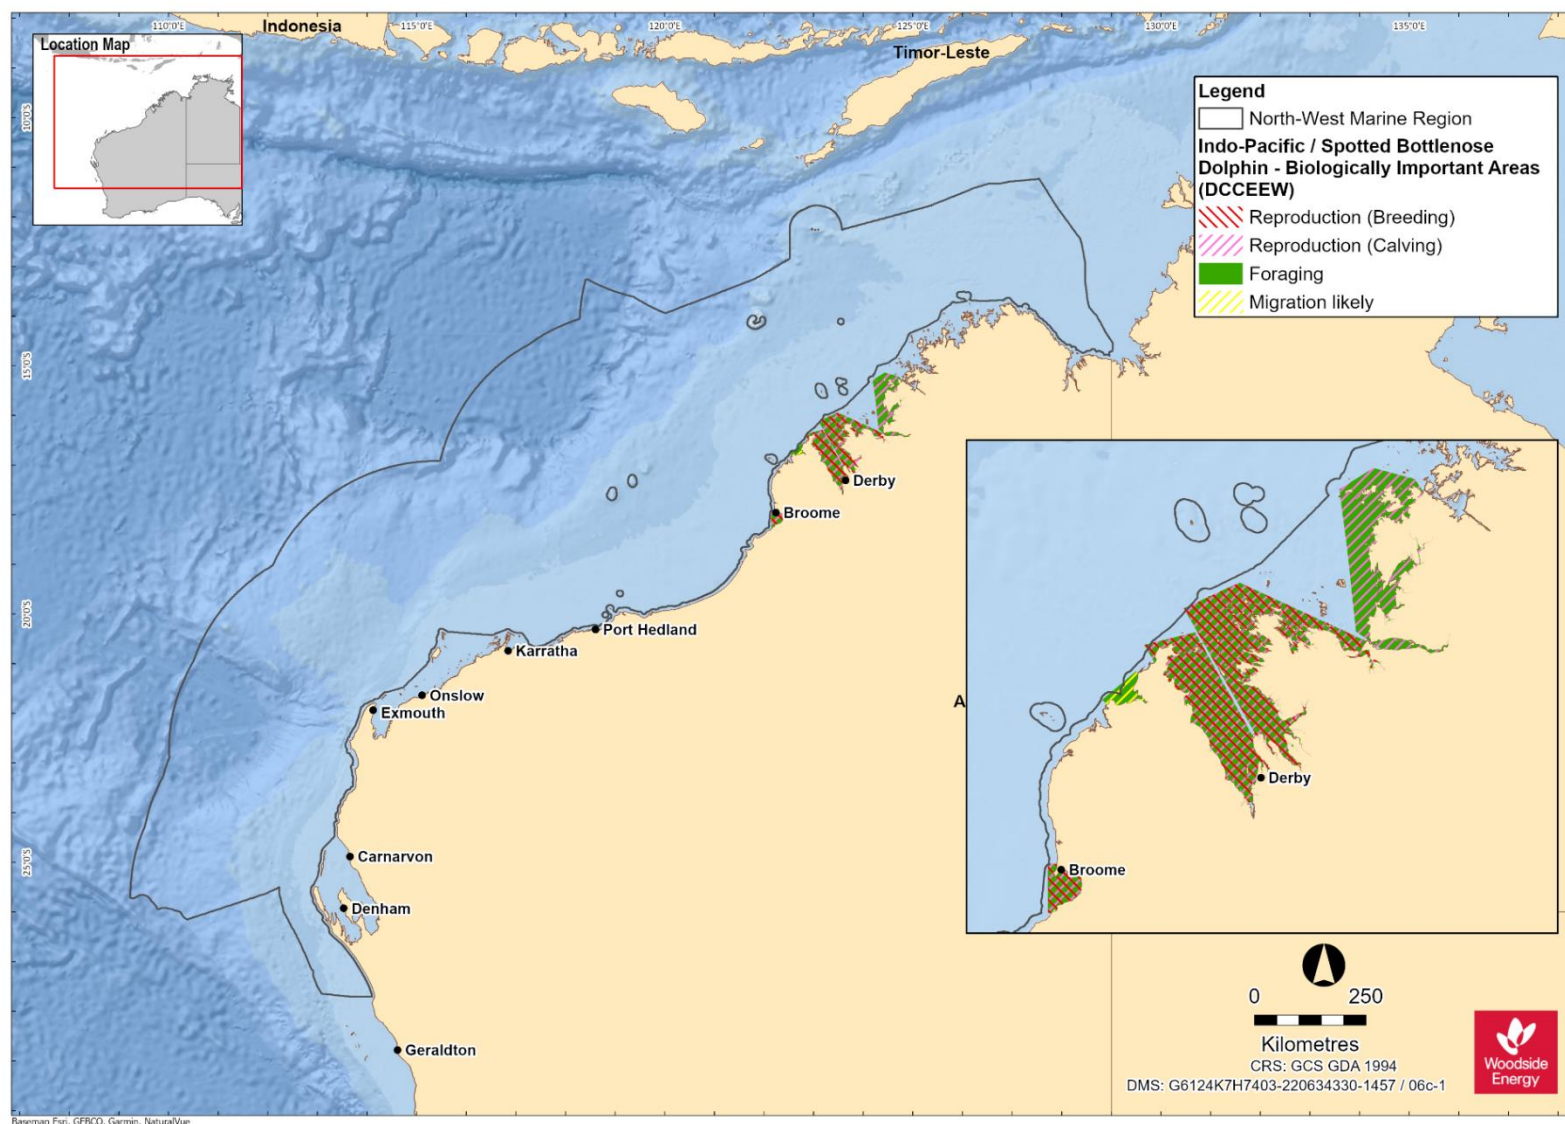 Indonesia
110°0'E
115°0'E
120°0'E
125°0'E
130°0'E
135°0'E
Location Map
Timor-Leste
10°0'S
15°0'S
20°0'S
25°0'S
Legend
North-West Marine Region
Indo-Pacific / Spotted Bottlenose
Dolphin - Biologically Important Areas
(DCCEEW)
Reproduction (Breeding)
Reproduction (Calving)
Foraging
Migration likely
Derby
Broome
Port Hedland
Karratha
Onslow
Exmouth
Carnarvon
Denham
Geraldton
A
Derby
Broome
0 250
Kilometres
CRS: GCS GDA 1994
DMS: G6124K7H7403-220634330-1457 / 06c-1
Woodside
Energy
Basemap Esri, GEBCO, Garmin, NaturalVue